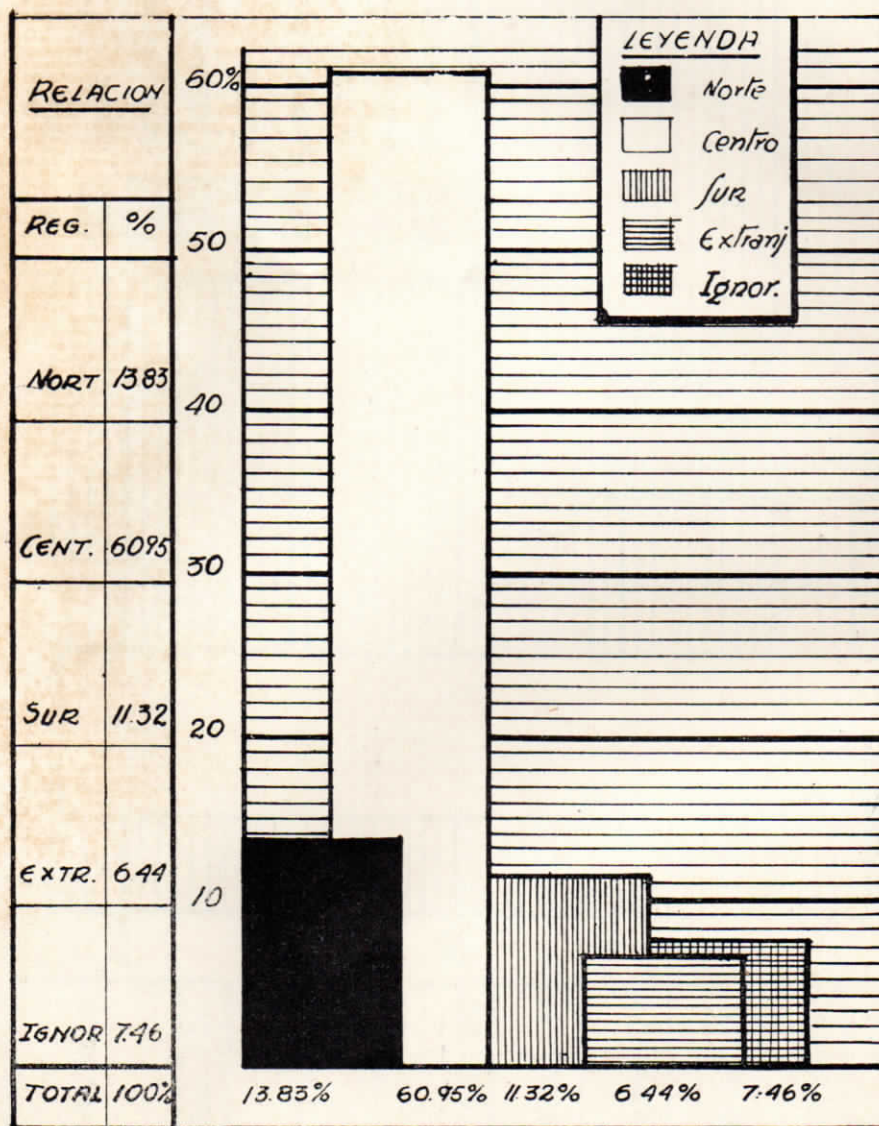 RELACION
REG. %
NORT 13 83
CENT. 60 95
SUR 11.32
EXTR. 6 44
IGNOR 7.46
TOTAL 100%
60%
50
40
30
20
10
LEYENDA
Norte
Centro
Sur
Extranj
Ignor.
13.83% 60.95% 11.32% 6 44% 7.46%